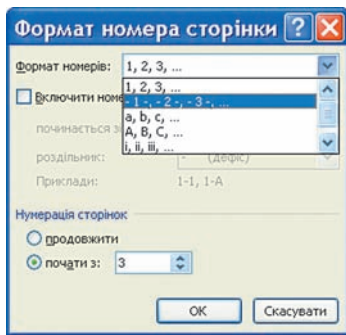 Формат номера сторінки
Формат номерів: 1, 2, 3, ...
1, 2, 3, ...
- 1 -, - 2 -, - 3 -, ...
Включити номе
a, b, c, ...
A, B, C, ...
починається з
i, ii, iii, ...
роздільник: - (дефіс)
Приклади: 1-1, 1-A
Нумерація сторінок
продовжити
почати з: 3
ОК Скасувати